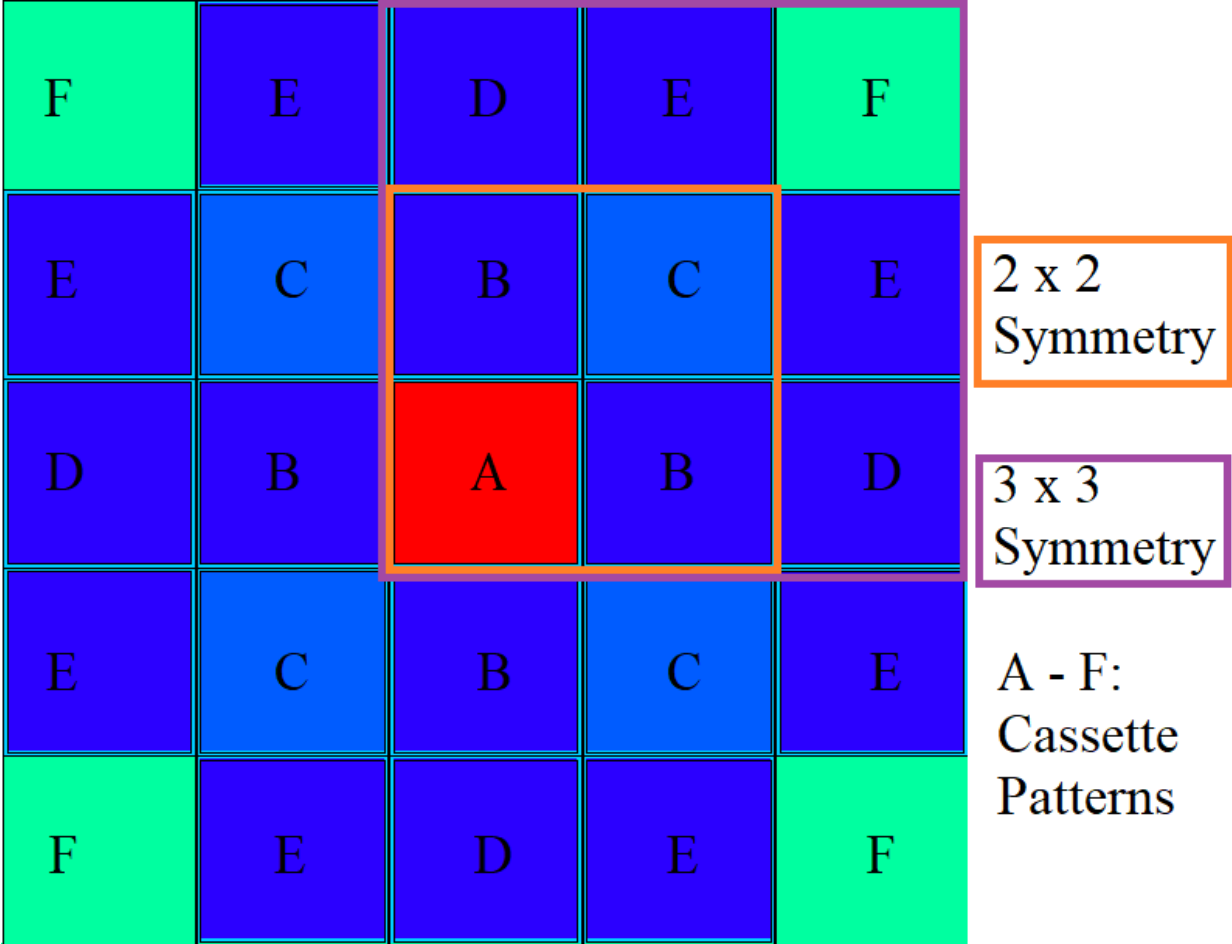 F E D E F
E C B C E
D B A B D
E C B C E
F E D E F
2 x 2
Symmetry
3 x 3
Symmetry
A - F:
Cassette
Patterns